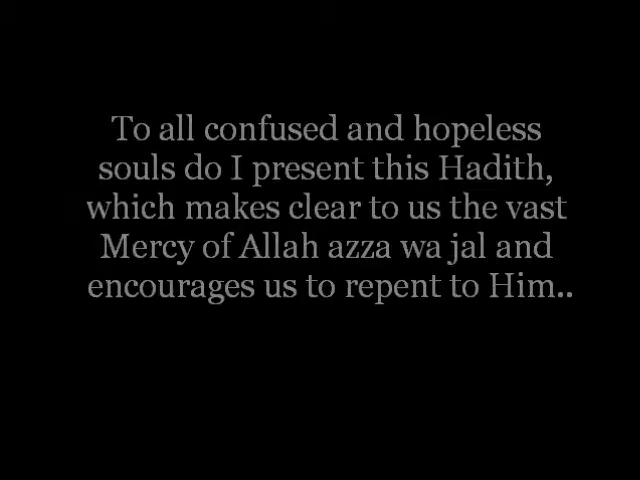 To all confused and hopeless
souls do I present this Hadith,
which makes clear to us the vast
Mercy of Allah azza wa jal and
encourages us to repent to Him..